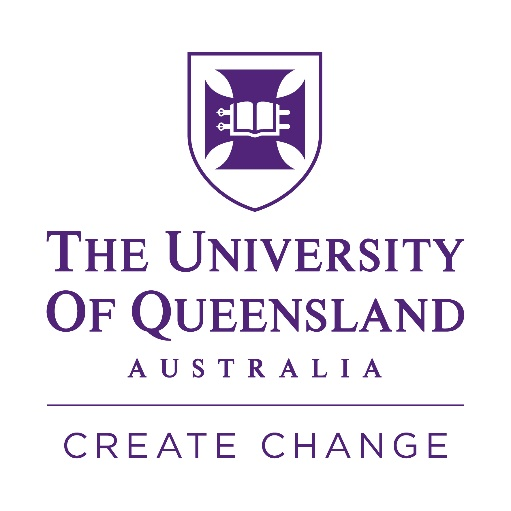 THE UNIVERSITY
OF QUEENSLAND
AUSTRALIA
CREATE CHANGE